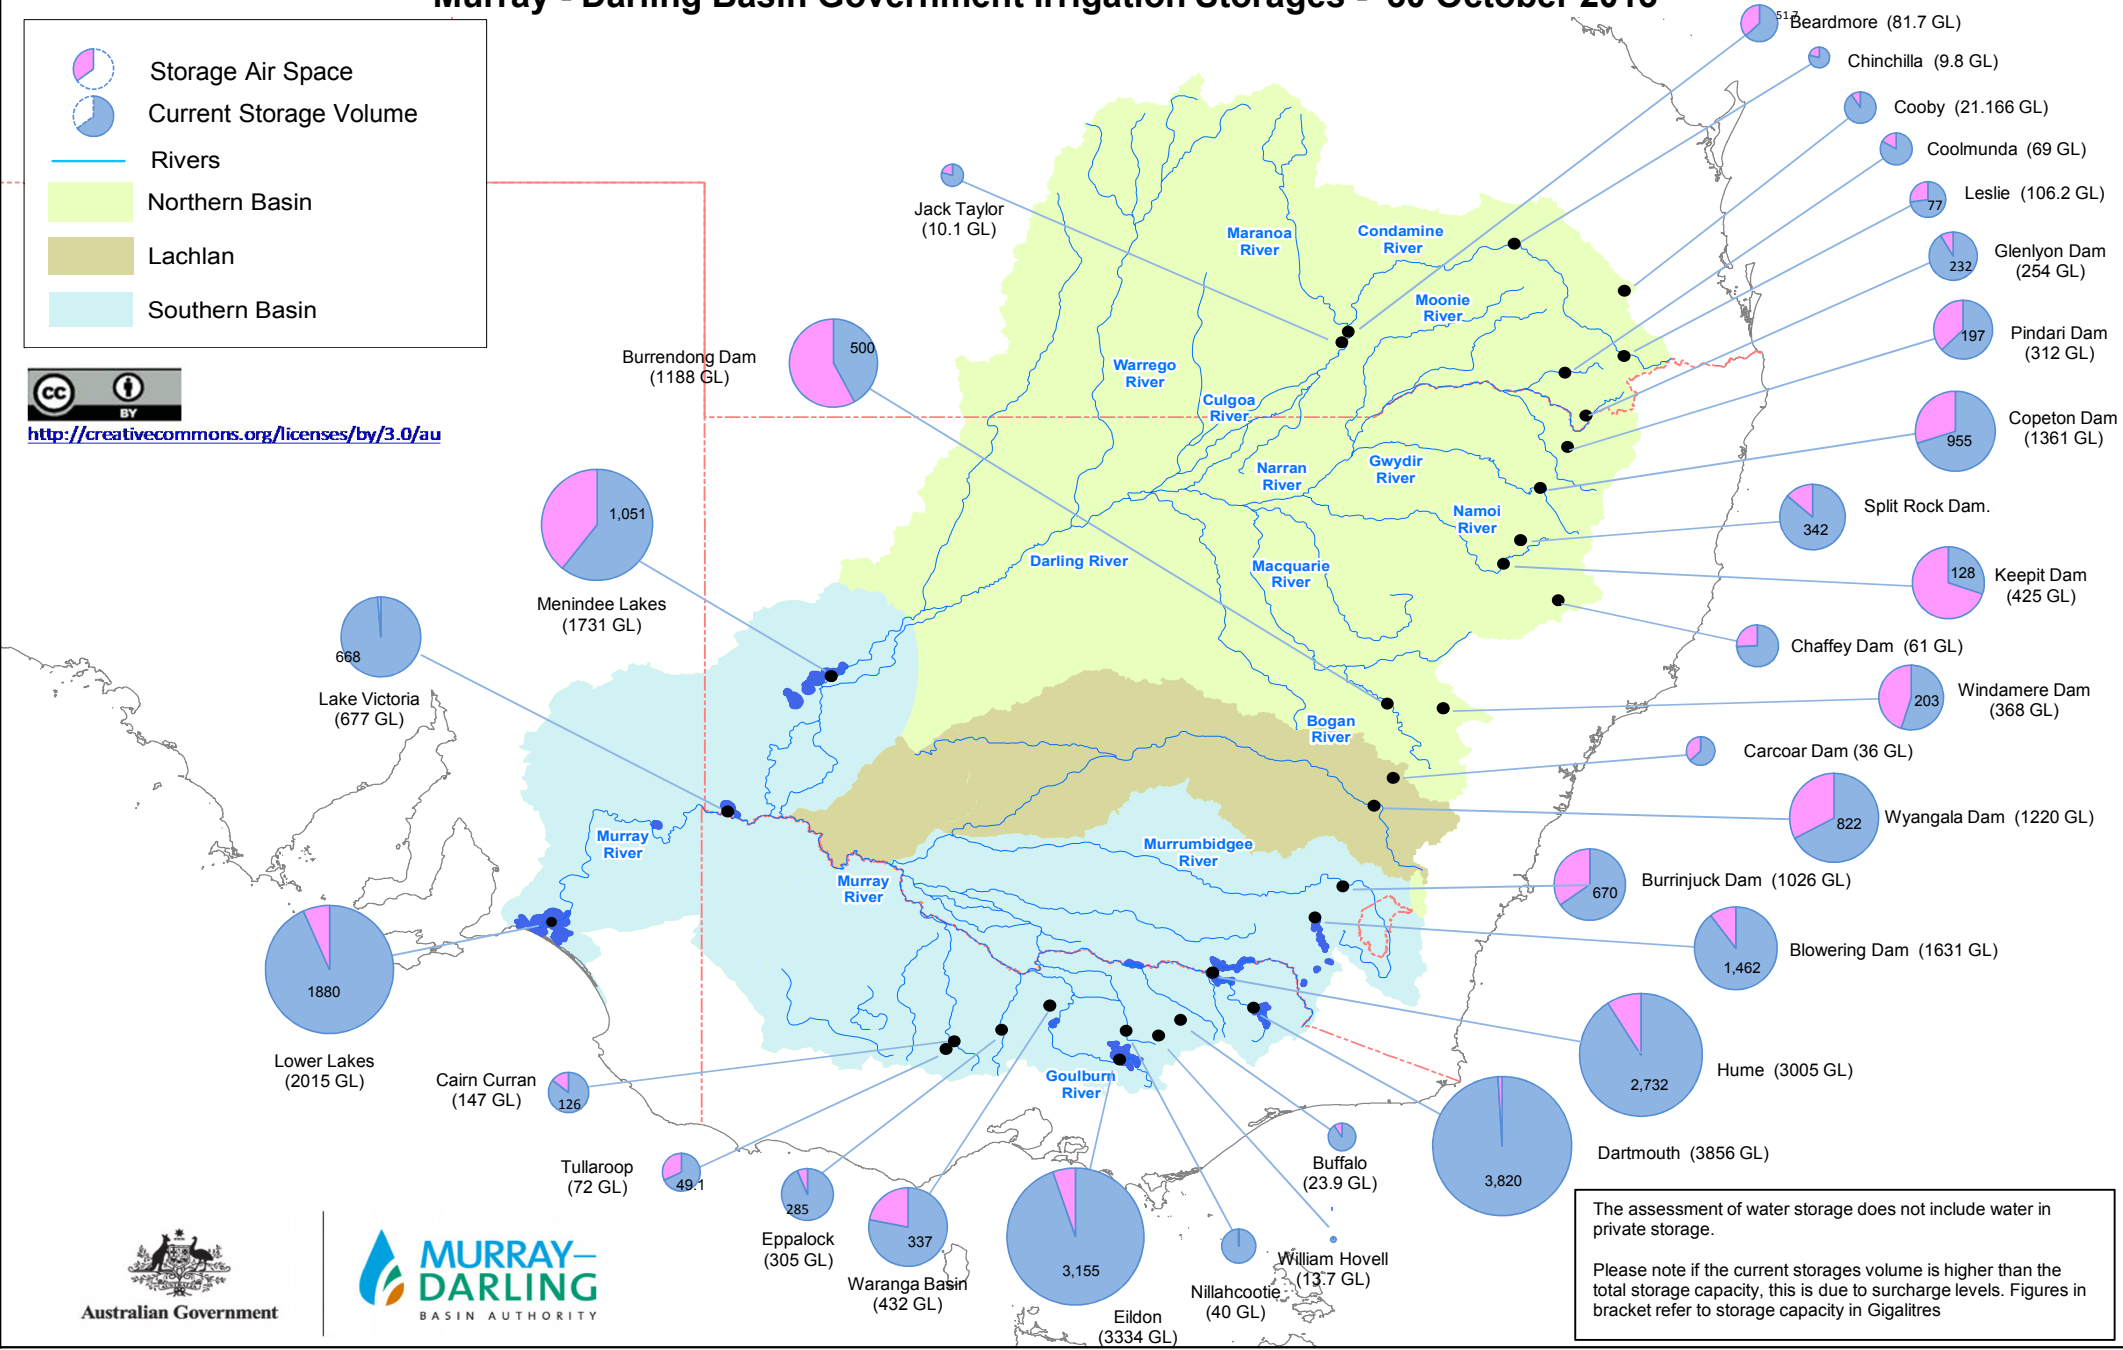 Murray - Darling Basin Government Irrigation Storages - 30 October 2013
Storage Air Space
Current Storage Volume
Rivers
Northern Basin
Lachlan
Southern Basin
CC
BY
http://creativecommons.org/licenses/by/3.0/au
51.7
Beardmore (81.7 GL)
Chinchilla (9.8 GL)
Cooby (21.166 GL)
Coolmunda (69 GL)
77
Leslie (106.2 GL)
232
Glenlyon Dam
(254 GL)
197
Pindari Dam
(312 GL)
955
Copeton Dam
(1361 GL)
342
Split Rock Dam.
128
Keepit Dam
(425 GL)
Chaffey Dam (61 GL)
203
Windamere Dam
(368 GL)
Carcoar Dam (36 GL)
822
Wyangala Dam (1220 GL)
670
Burrinjuck Dam (1026 GL)
1,462
Blowering Dam (1631 GL)
2,732
Hume (3005 GL)
3,820
Dartmouth (3856 GL)
Jack Taylor
(10.1 GL)
500
Burrendong Dam
(1188 GL)
1,051
Menindee Lakes
(1731 GL)
668
Lake Victoria
(677 GL)
1880
Lower Lakes
(2015 GL)
126
Cairn Curran
(147 GL)
49.1
Tullaroop
(72 GL)
285
Eppalock
(305 GL)
337
Waranga Basin
(432 GL)
3,155
Eildon
(3334 GL)
Nillahcootie
(40 GL)
William Hovell
(13.7 GL)
Buffalo
(23.9 GL)
Maranoa
River
Condamine
River
Moonie
River
Warrego
River
Culgoa
River
Narran
River
Gwydir
River
Namoi
River
Darling River
Macquarie
River
Bogan
River
Murray
River
Murray
River
Murrumbidgee
River
Goulburn
River
Australian Government
MURRAY–
DARLING
BASIN AUTHORITY
The assessment of water storage does not include water in
private storage.
Please note if the current storages volume is higher than the
total storage capacity, this is due to surcharge levels. Figures in
bracket refer to storage capacity in Gigalitres